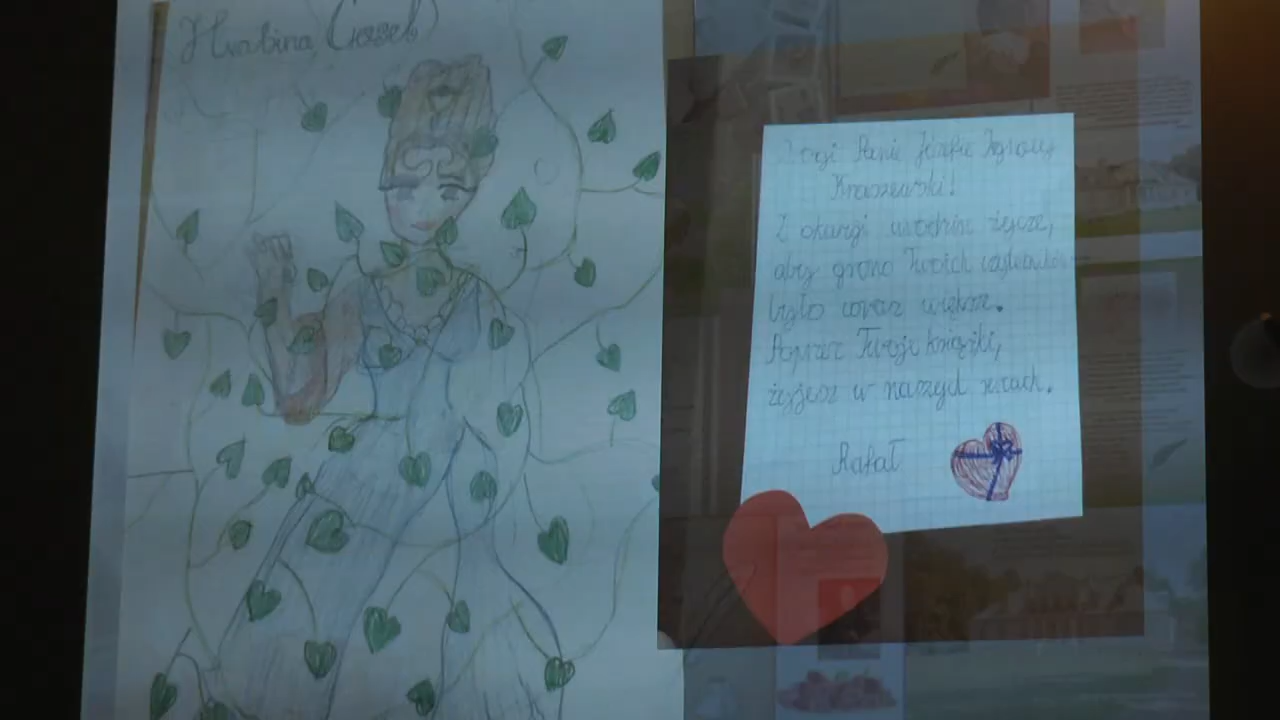 Hrabina Cosel
Drogi Panie Józefie Ignacy
Kraszewski!
Z okazji urodzin życzę,
aby grono Twoich czytelników
było coraz większe.
Poprzez Twoje książki,
żyjesz w naszych sercach.
Rafał